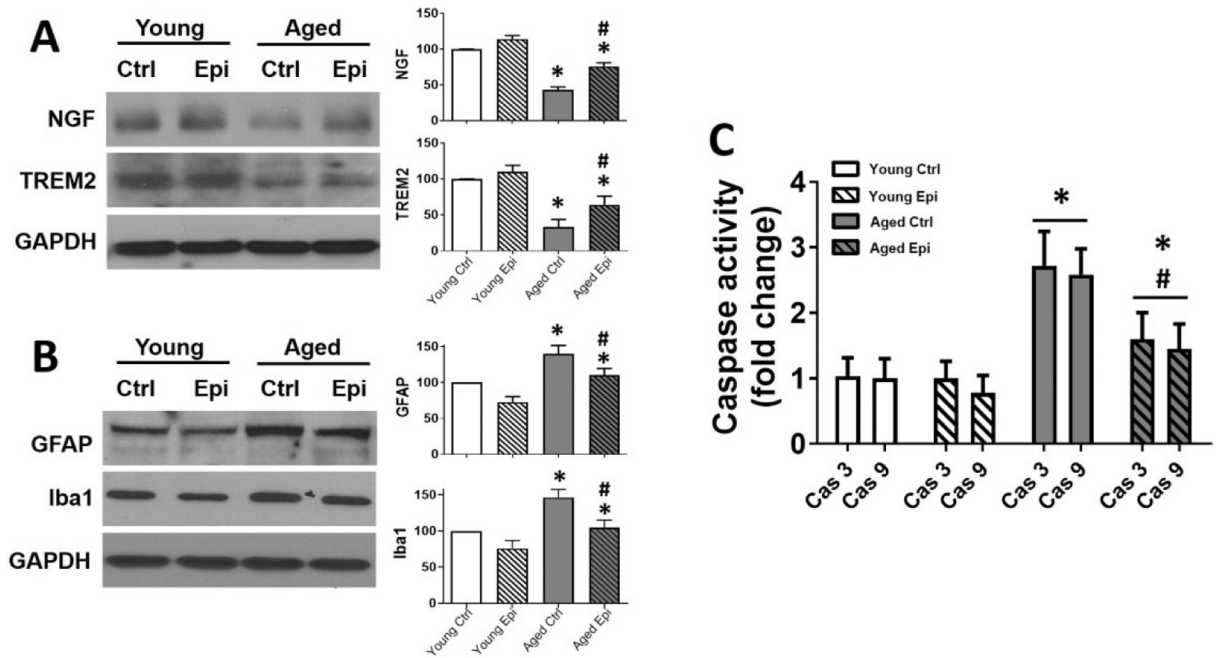 A
Young Aged
Ctrl Epi Ctrl Epi
NGF
TREM2
GAPDH
150
100
50
0
NGF
*
#
*
150
100
50
0
TREM2
*
#
*
Young Ctrl
Young Epi
Aged Ctrl
Aged Epi
B
Young Aged
Ctrl Epi Ctrl Epi
GFAP
Iba1
GAPDH
150
100
50
0
GFAP
*
#
*
150
100
50
0
Iba1
*
#
*
Young Ctrl
Young Epi
Aged Ctrl
Aged Epi
C
Caspase activity
(fold change)
4
3
2
1
0
Young Ctrl
Young Epi
Aged Ctrl
Aged Epi
*
*
#
Cas 3
Cas 9
Cas 3
Cas 9
Cas 3
Cas 9
Cas 3
Cas 9